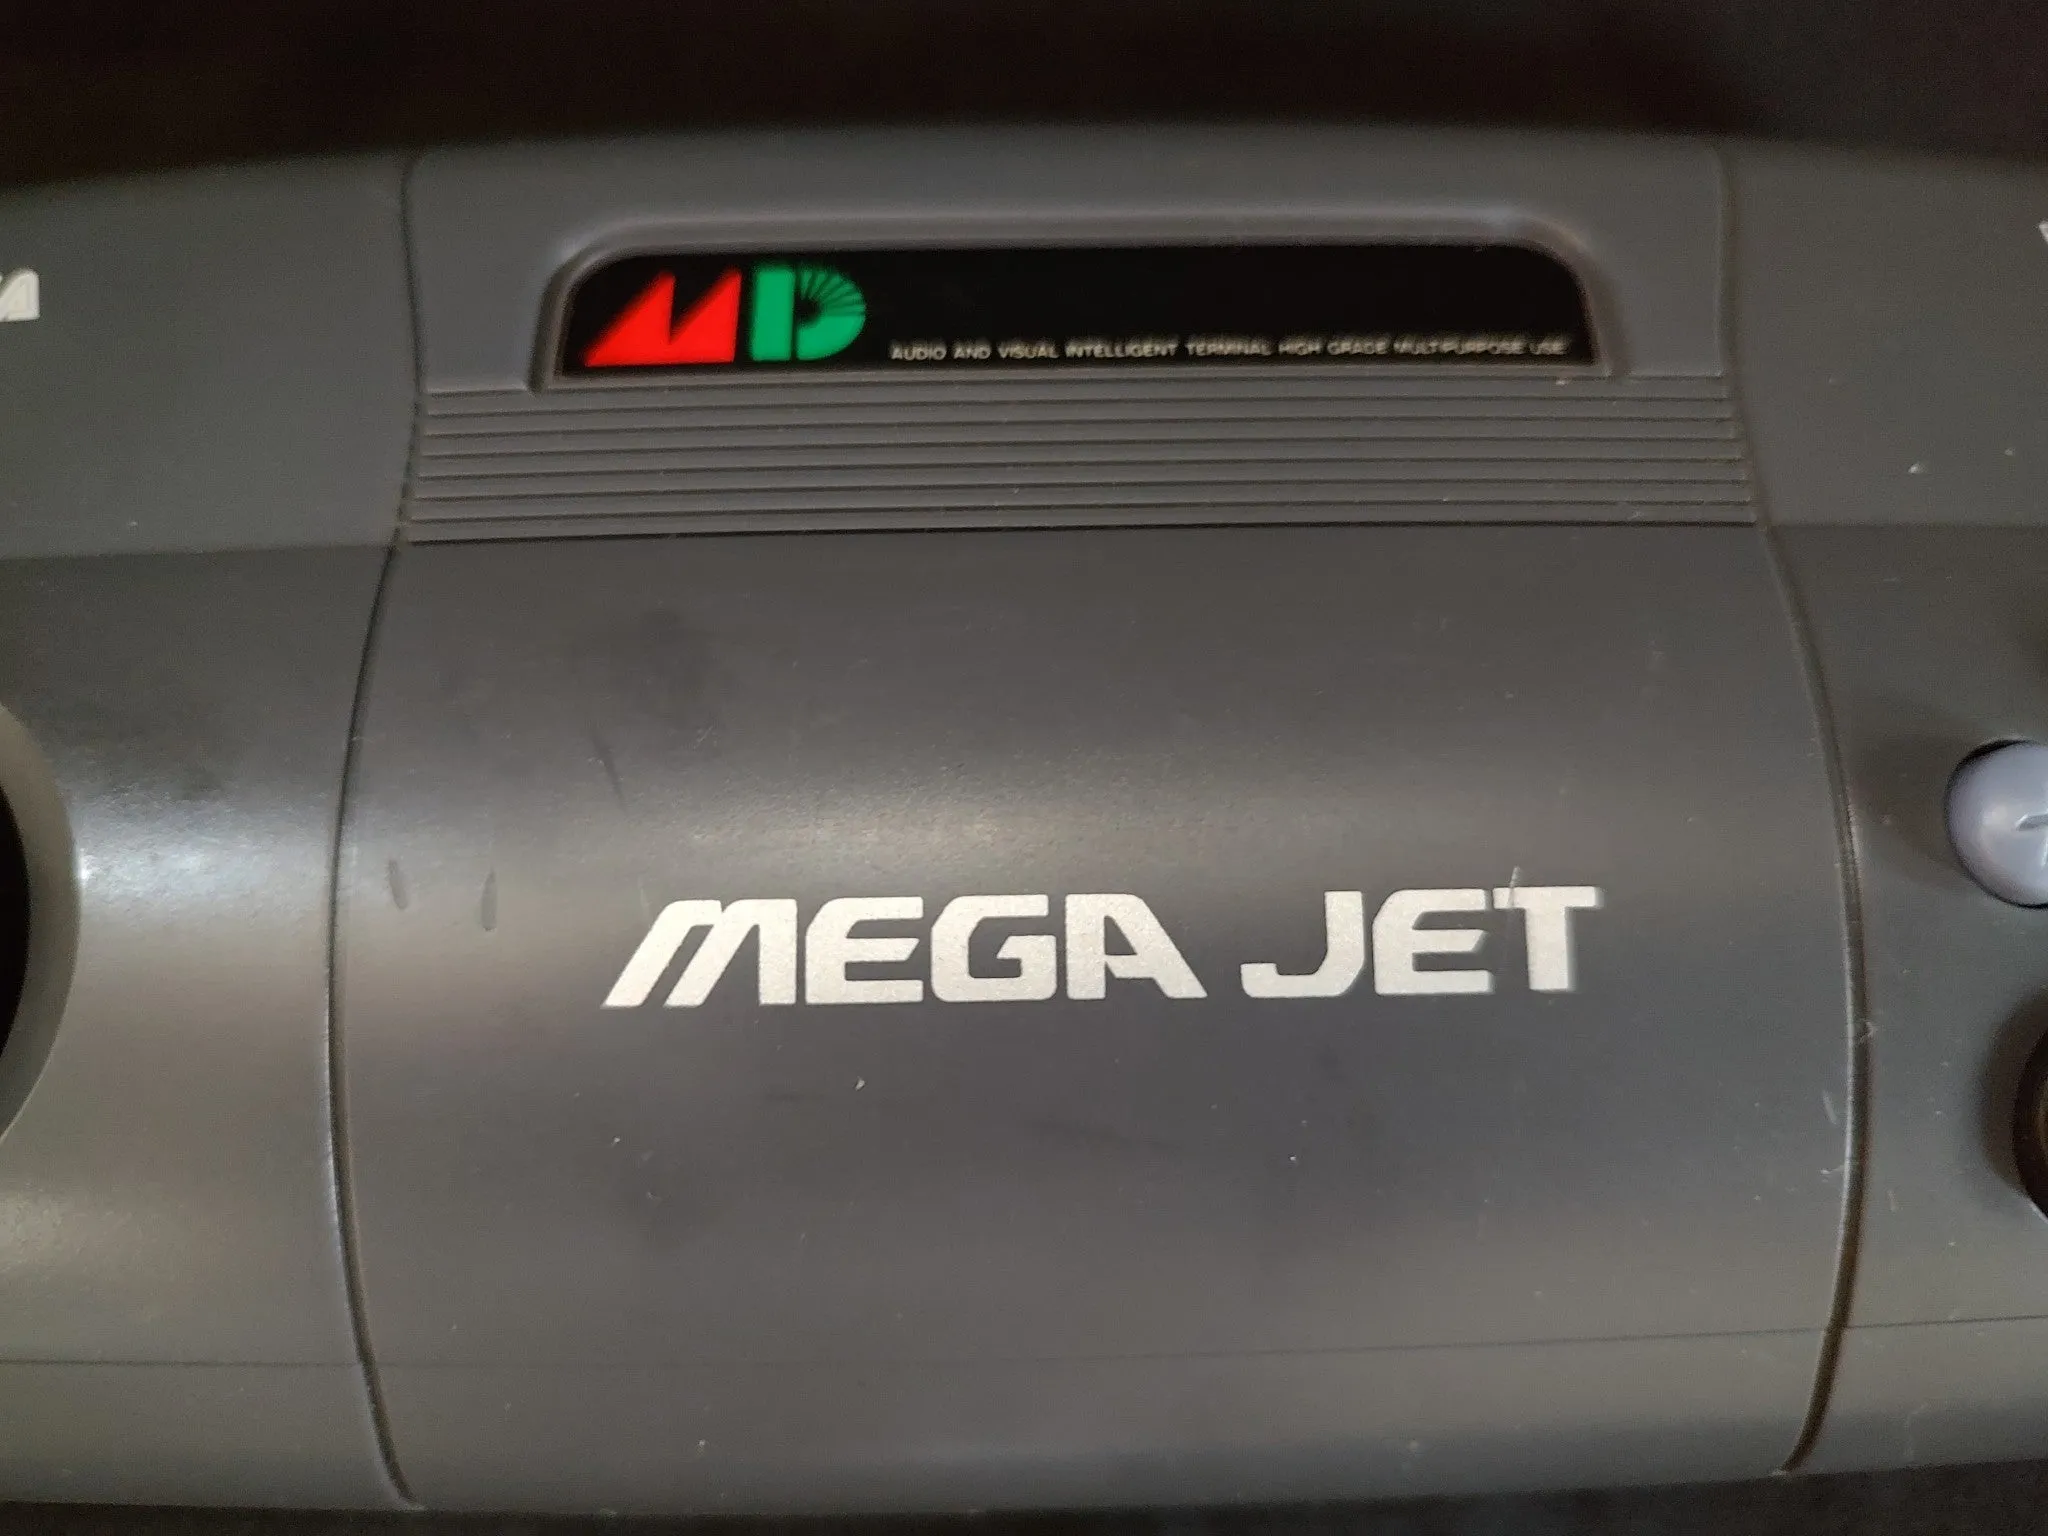 MD
AUDIO AND VISUAL INTELLIGENT TERMINAL HIGH GRADE MULTIPURPOSE USE
MEGA JET